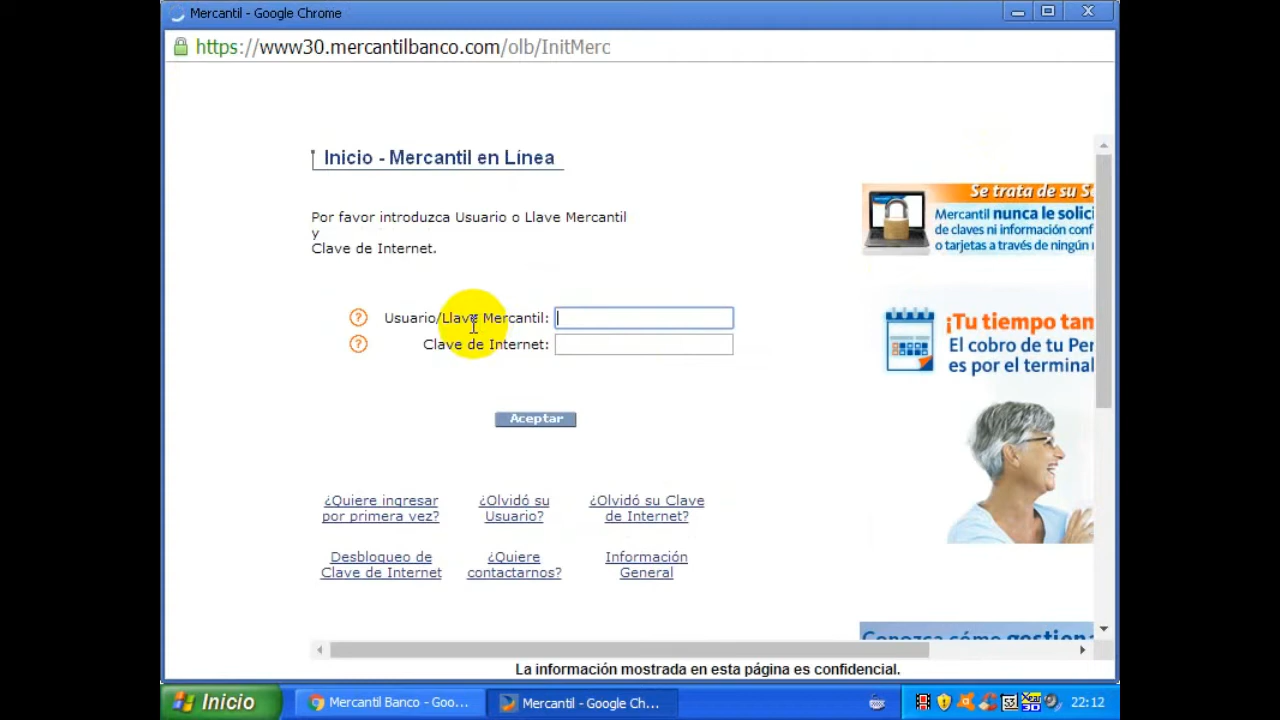 Mercantil - Google Chrome
https://www30.mercantilbanco.com/olb/InitMerc
Inicio - Mercantil en Línea
Por favor introduzca Usuario o Llave Mercantil
y
Clave de Internet.
? Usuario/Llave Mercantil:
? Clave de Internet:
Aceptar
¿Quiere ingresar
por primera vez?
¿Olvidó su
Usuario?
¿Olvidó su Clave
de Internet?
Desbloqueo de
Clave de Internet
¿Quiere
contactarnos?
Información
General
Se trata de su S
Mercantil nunca le solici
de claves ni información conf
o tarjetas a través de ningún
¡Tu tiempo tan
El cobro de tu Per
es por el terminal
Conozca cómo gestiona
La información mostrada en esta página es confidencial.
Inicio
Mercantil Banco - Goo...
Mercantil - Google Ch...
22:12